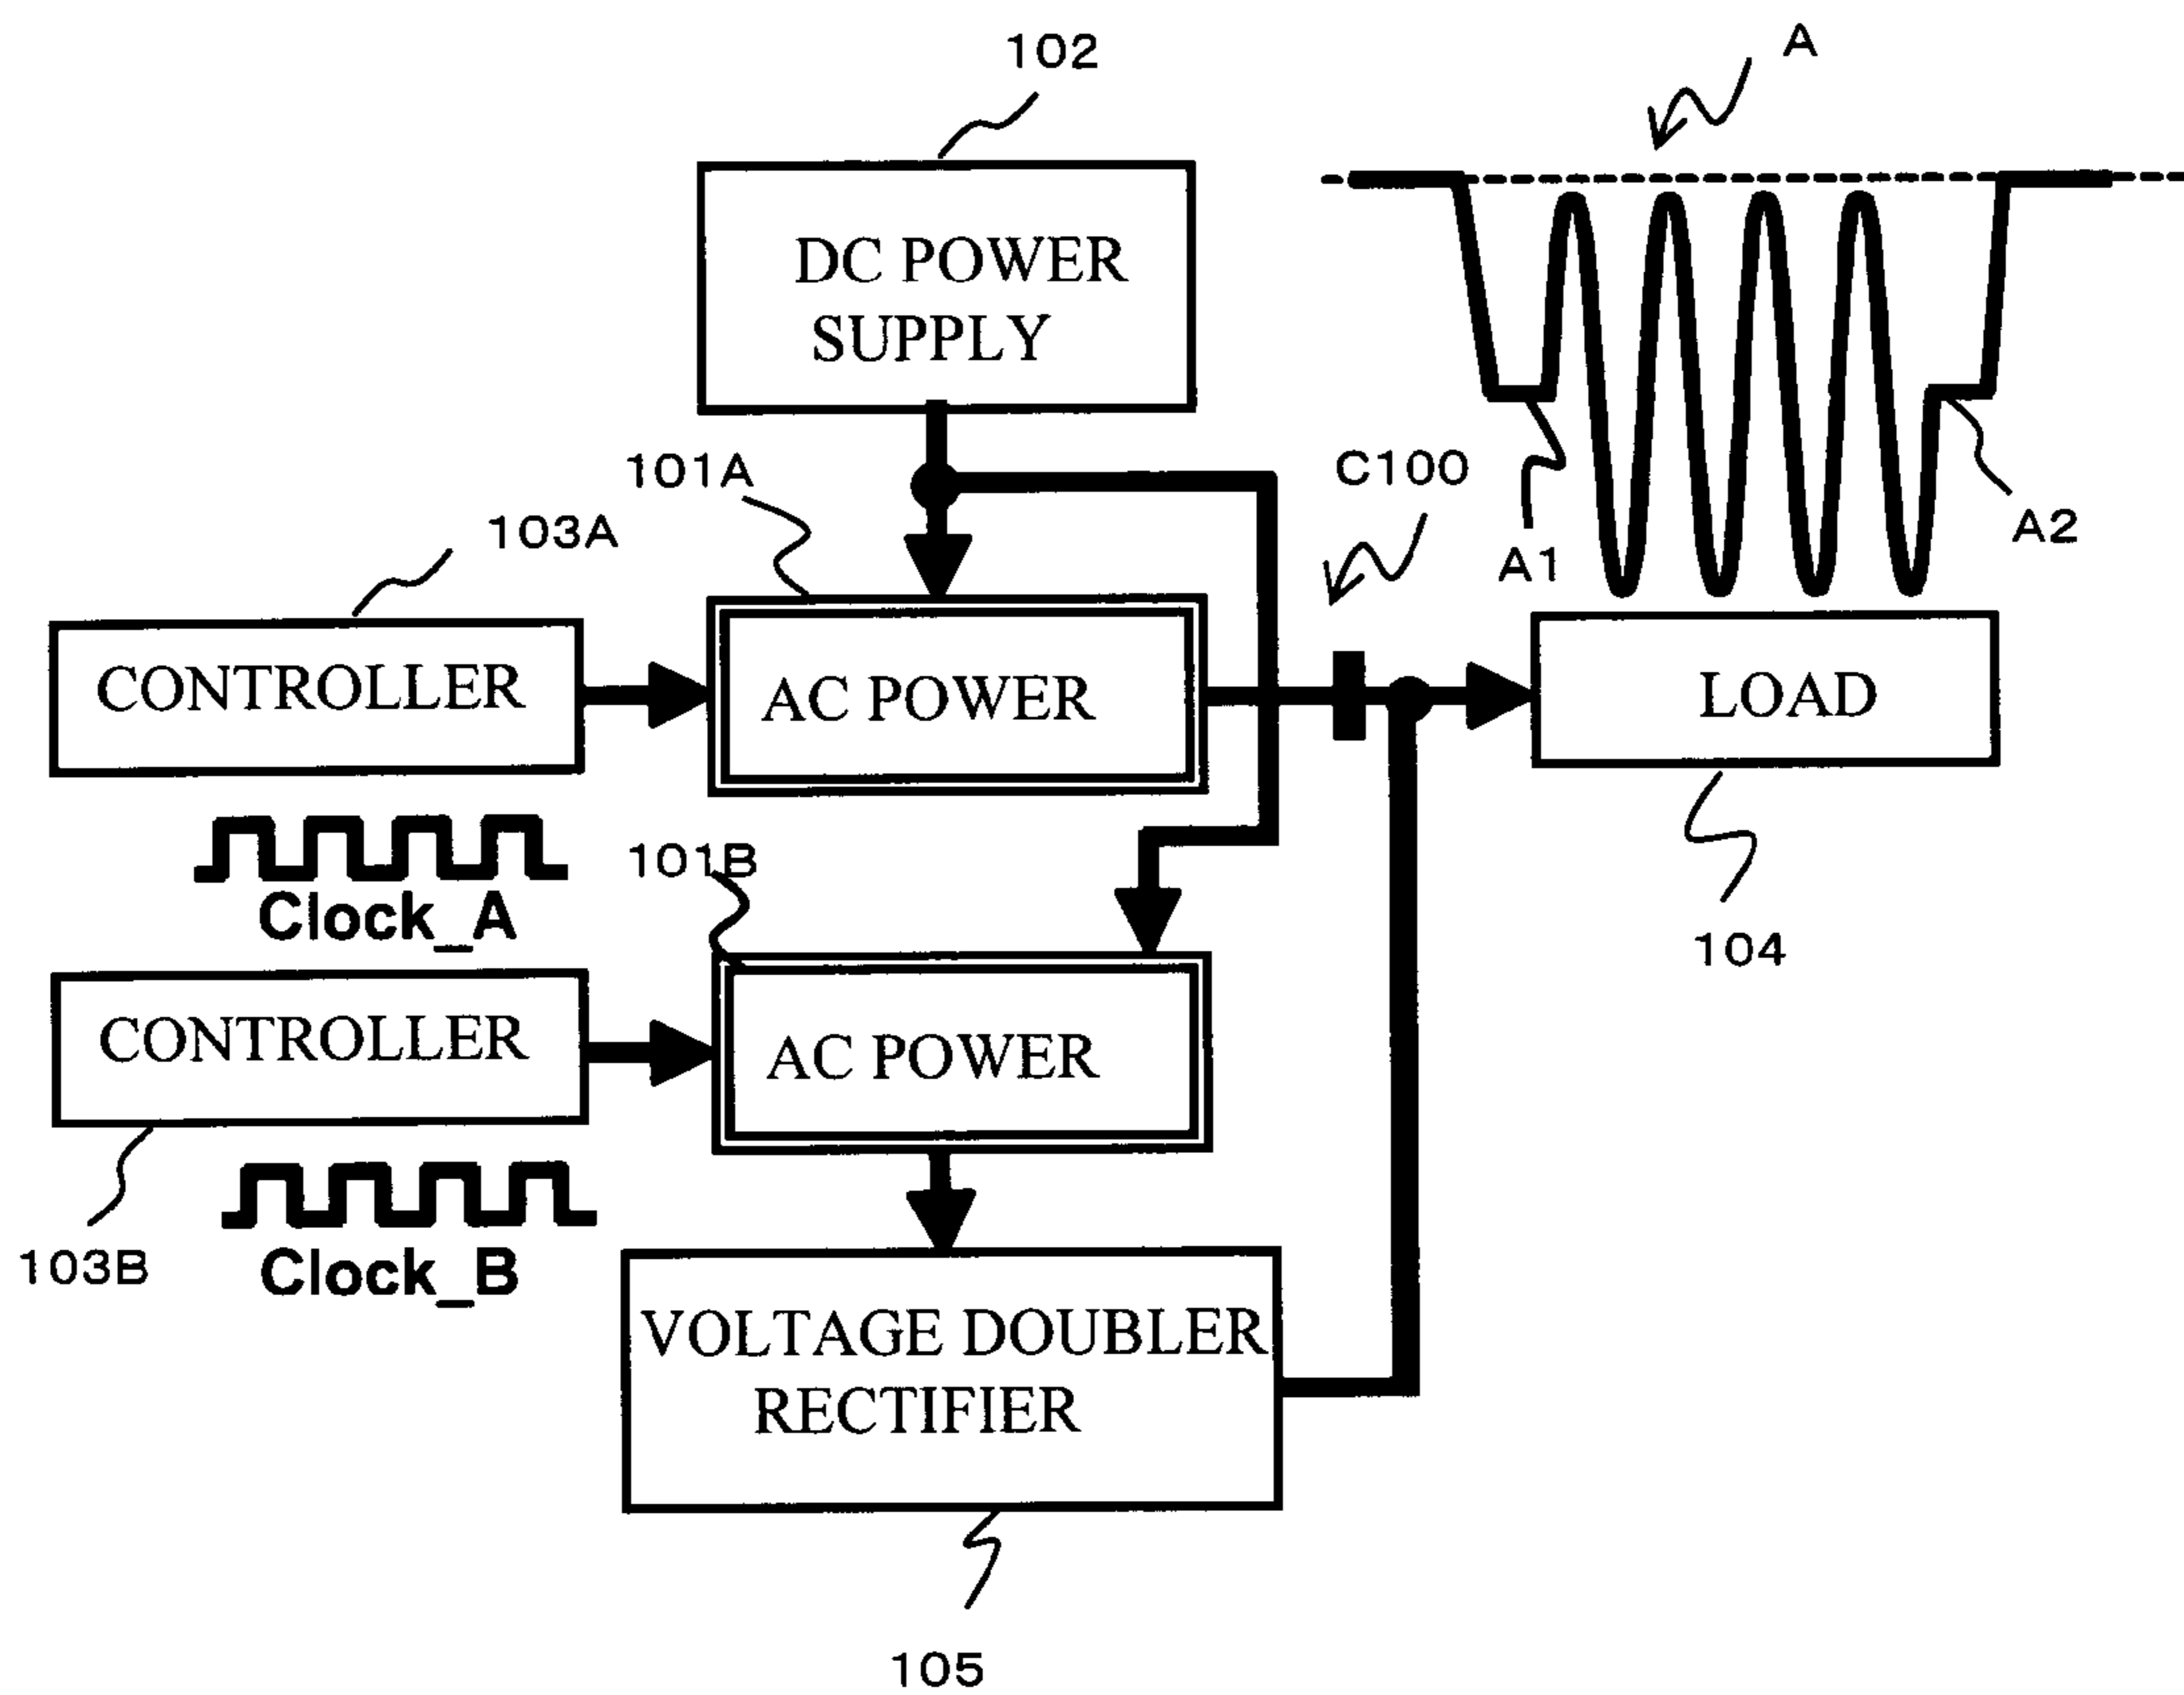 102
A
DC POWER
SUPPLY
101A
C100
103A
A1
A2
CONTROLLER
AC POWER
LOAD
Clock_A
101B
104
CONTROLLER
AC POWER
103B
Clock_B
VOLTAGE DOUBLER
RECTIFIER
105